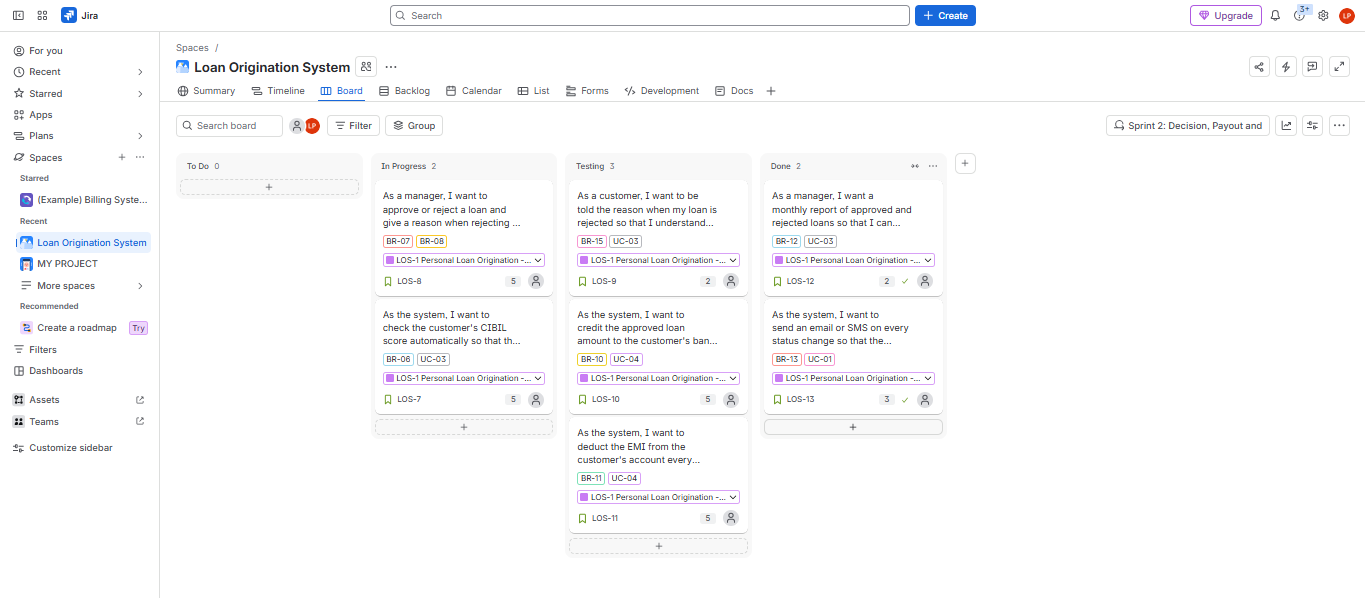 Jira
Search
Create
Upgrade
3+
LP
For you
Recent
Starred
Apps
Plans
Spaces
Starred
(Example) Billing Syste...
Recent
Loan Origination System
MY PROJECT
More spaces
Recommended
Create a roadmap Try
Filters
Dashboards
Assets
Teams
Customize sidebar
Spaces /
Loan Origination System
Summary Timeline Board Backlog Calendar List Forms Development Docs
Search board LP Filter Group
Sprint 2: Decision, Payout and
To Do 0
In Progress 2
As a manager, I want to
approve or reject a loan and
give a reason when rejecting ...
BR-07 BR-08
LOS-1 Personal Loan Origination -...
LOS-8 5
As the system, I want to
check the customer's CIBIL
score automatically so that th...
BR-06 UC-03
LOS-1 Personal Loan Origination -...
LOS-7 5
Testing 3
As a customer, I want to be
told the reason when my loan is
rejected so that I understand...
BR-15 UC-03
LOS-1 Personal Loan Origination -...
LOS-9 2
As the system, I want to
credit the approved loan
amount to the customer's ban...
BR-10 UC-04
LOS-1 Personal Loan Origination -...
LOS-10 5
As the system, I want to
deduct the EMI from the
customer's account every...
BR-11 UC-04
LOS-1 Personal Loan Origination -...
LOS-11 5
Done 2
As a manager, I want a
monthly report of approved and
rejected loans so that I can...
BR-12 UC-03
LOS-1 Personal Loan Origination -...
LOS-12 2
As the system, I want to
send an email or SMS on every
status change so that the...
BR-13 UC-01
LOS-1 Personal Loan Origination -...
LOS-13 3